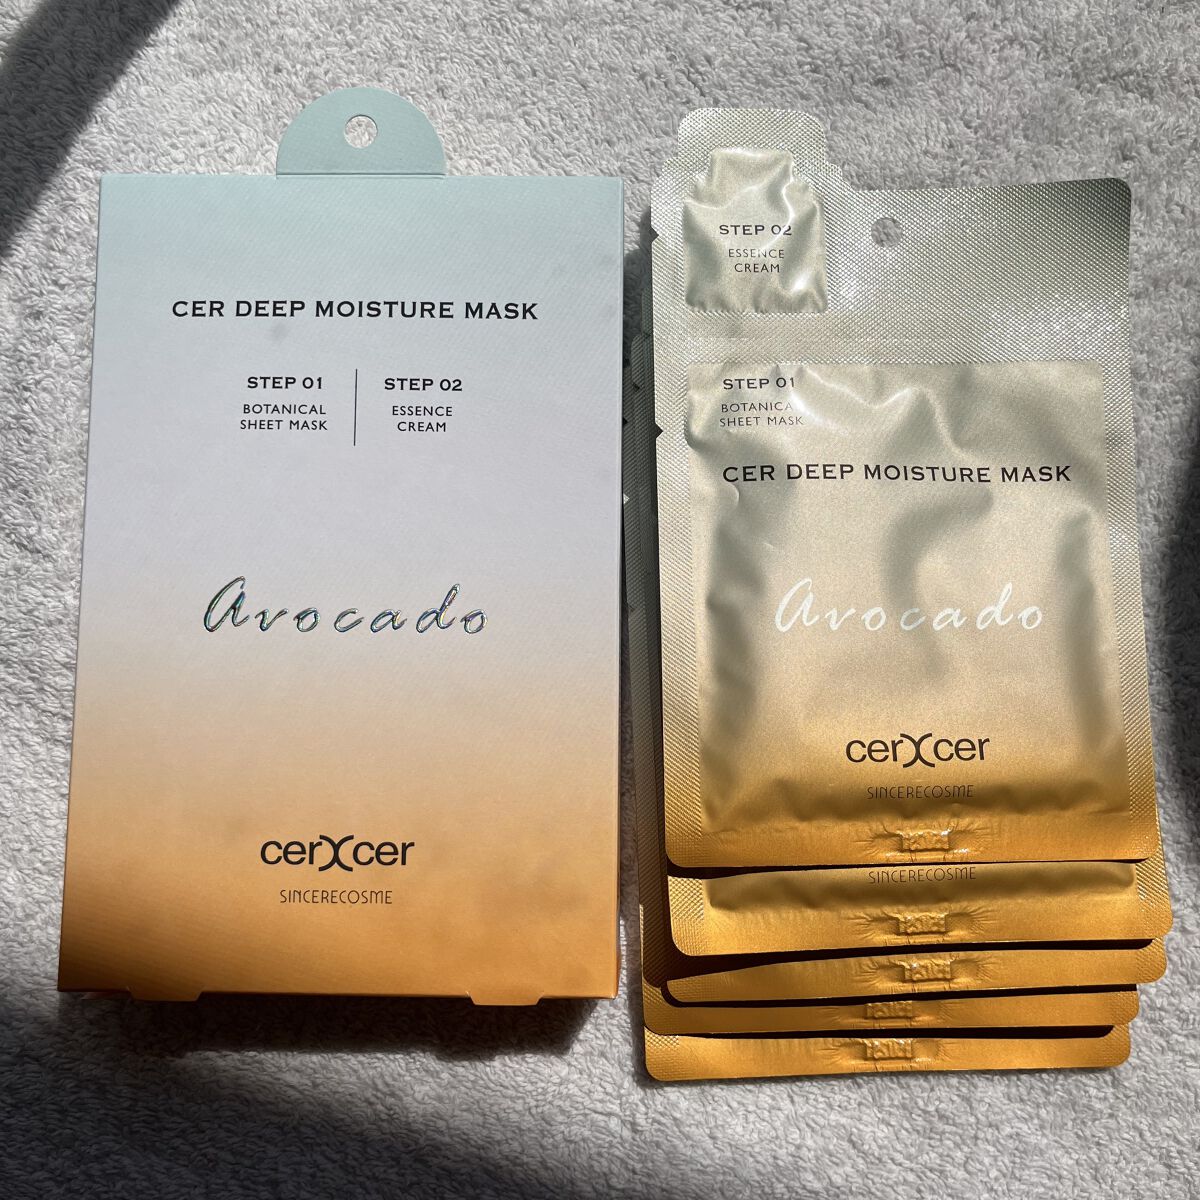 CER DEEP MOISTURE MASK
STEP 01
BOTANICAL
SHEET MASK
STEP 02
ESSENCE
CREAM
Avocado
cerXcer
SINCERECOSME
STEP 02
ESSENCE
CREAM
STEP 01
BOTANICA
SHEET MASK
CER DEEP MOISTURE MASK
Avocado
cerXcer
SINCERECOSME
SINCERECOSME